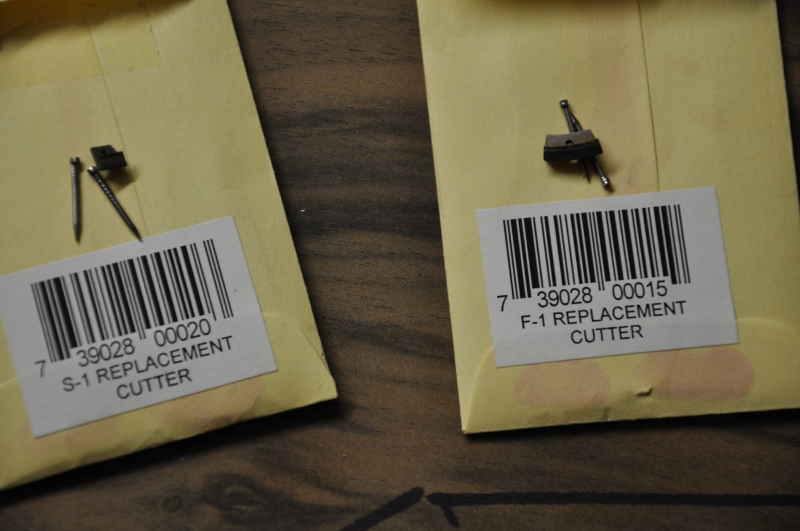 7 39028 00020
S-1 REPLACEMENT
CUTTER
7 39028 00015
F-1 REPLACEMENT
CUTTER